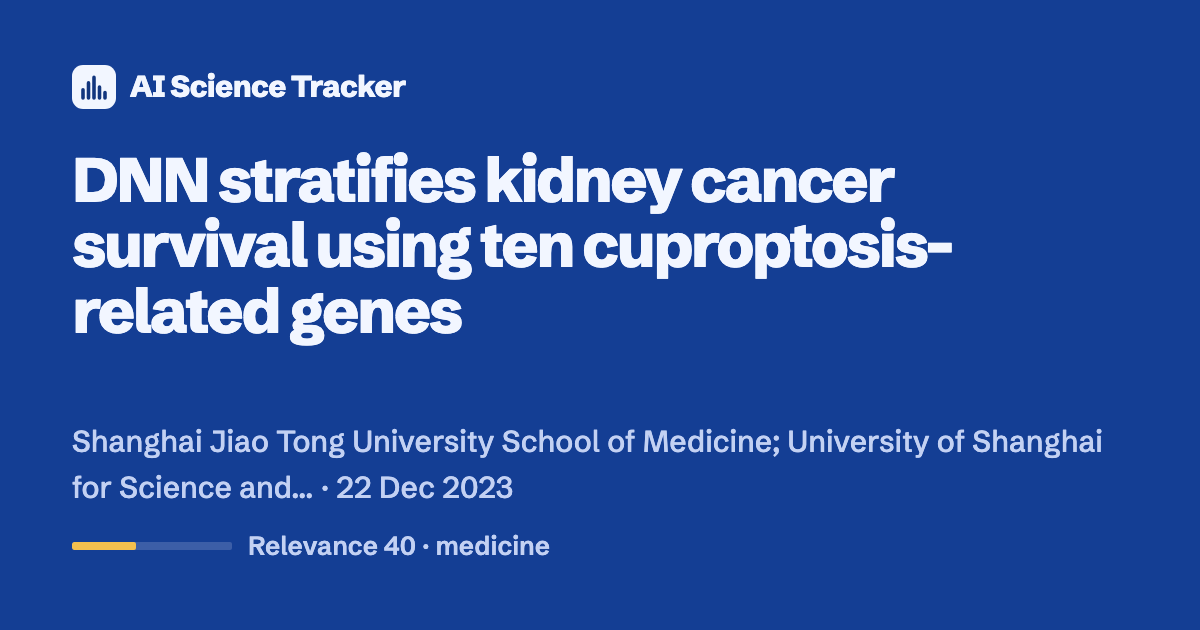 AI Science Tracker
DNN stratifies kidney cancer
survival using ten cuproptosis-
related genes
Shanghai Jiao Tong University School of Medicine; University of Shanghai
for Science and... · 22 Dec 2023
Relevance 40 · medicine